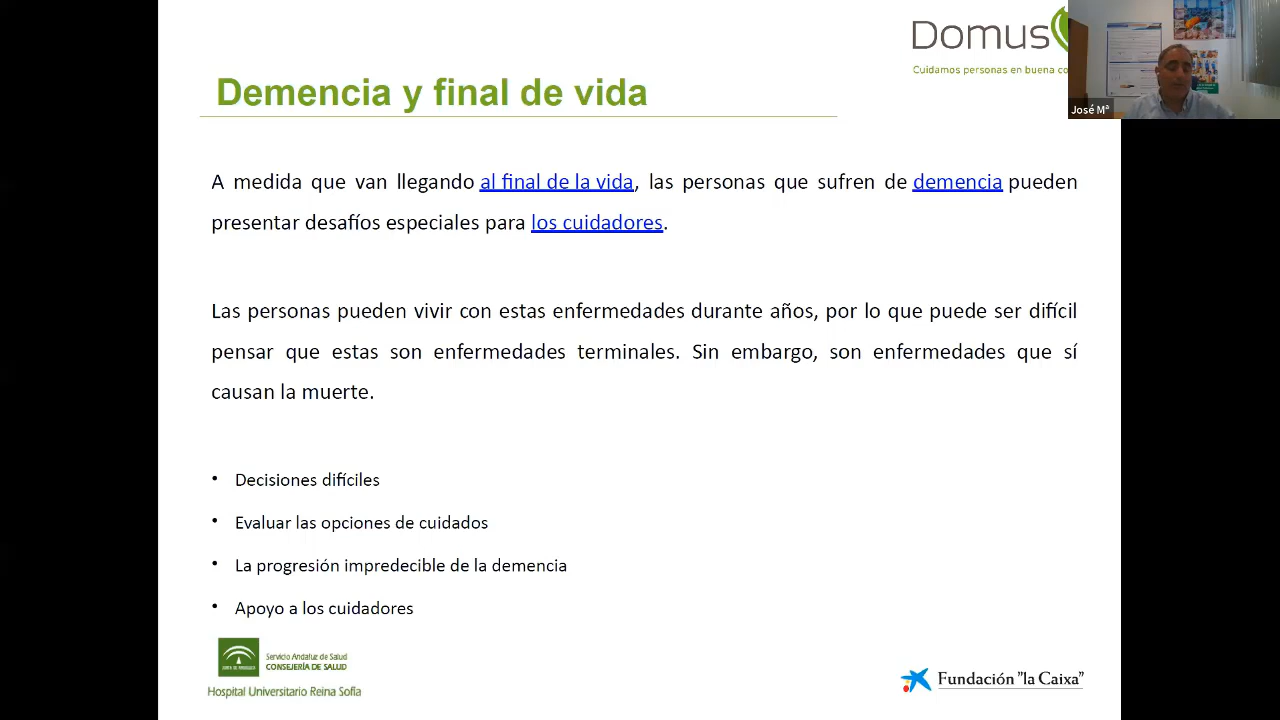 Domus
Cuidamos personas en buena co
José Mª
Demencia y final de vida
A medida que van llegando al final de la vida, las personas que sufren de demencia pueden
presentar desafíos especiales para los cuidadores.
Las personas pueden vivir con estas enfermedades durante años, por lo que puede ser difícil
pensar que estas son enfermedades terminales. Sin embargo, son enfermedades que sí
causan la muerte.
• Decisiones difíciles
• Evaluar las opciones de cuidados
• La progresión impredecible de la demencia
• Apoyo a los cuidadores
Servicio Andaluz de Salud
CONSEJERÍA DE SALUD
Hospital Universitario Reina Sofía
Fundación "la Caixa"